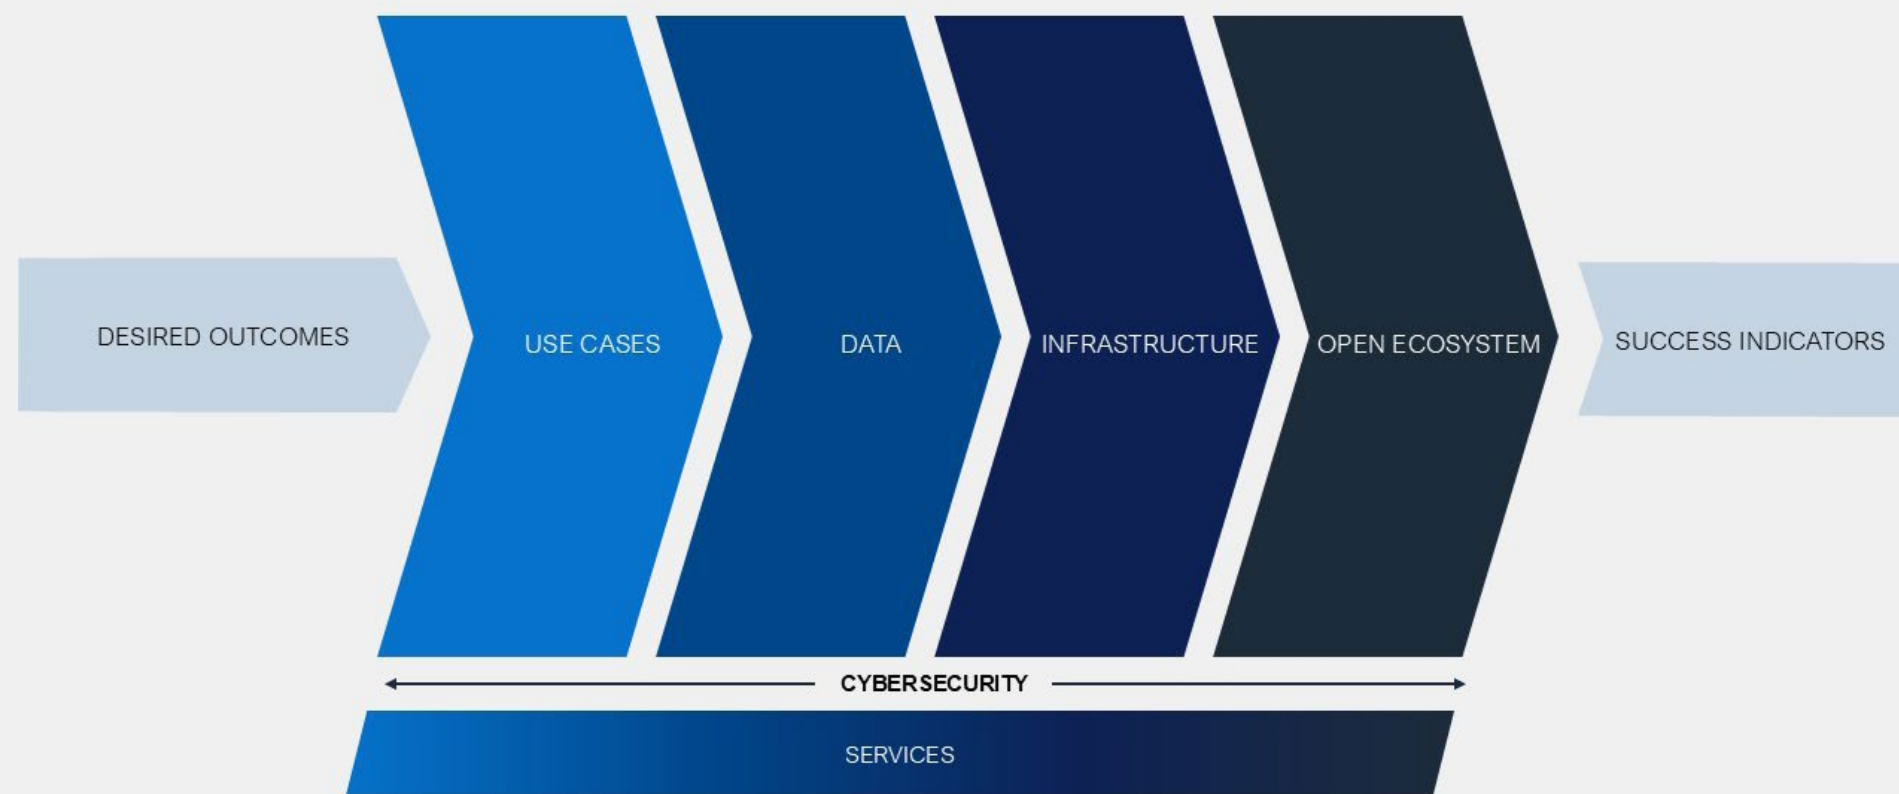 DESIRED OUTCOMES
USE CASES
DATA
INFRASTRUCTURE
OPEN ECOSYSTEM
SUCCESS INDICATORS
CYBERSECURITY
SERVICES